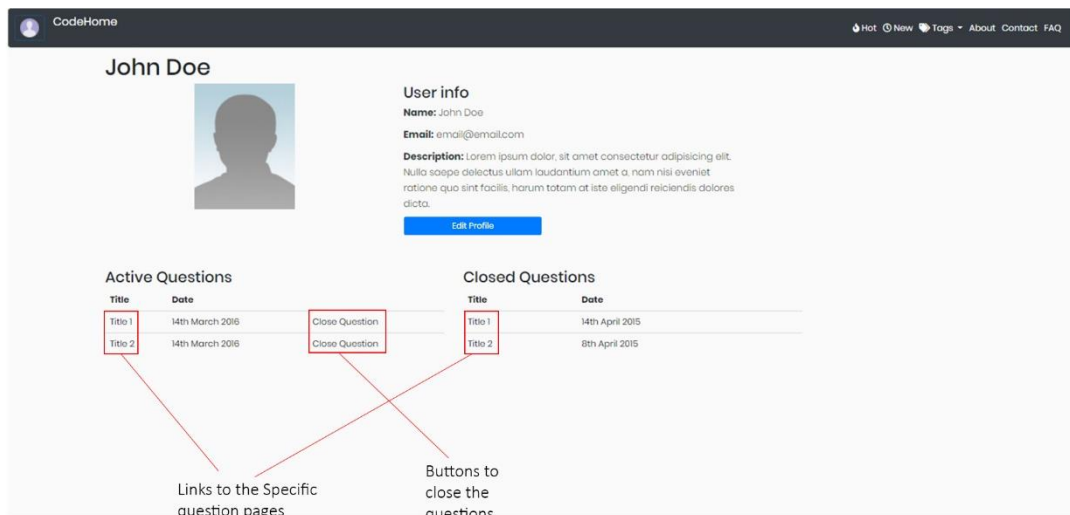 CodeHome
Hot New Tags About Contact FAQ
John Doe
User info
Name: John Doe
Email: email@email.com
Description: Lorem ipsum dolor, sit amet consectetur adipisicing elit.
Nulla saepe delectus ullam laudantium amet a, nam nisi eveniet
ratione quo sint facilis, harum totam at iste eligendi reiciendis dolores
dicta.
Edit Profile
Active Questions
Title Date
Title 1 14th March 2016 Close Question
Title 2 14th March 2016 Close Question
Closed Questions
Title Date
Title 1 14th April 2015
Title 2 8th April 2015
Links to the Specific
question pages
Buttons to
close the
questions